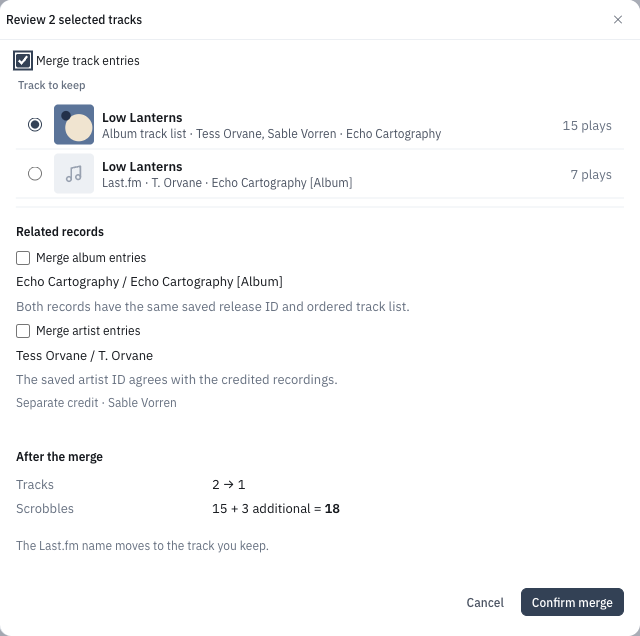 Review 2 selected tracks
Merge track entries
Track to keep
Low Lanterns
Album track list · Tess Orvane, Sable Vorren · Echo Cartography
15 plays
Low Lanterns
Last.fm · T. Orvane · Echo Cartography [Album]
7 plays
Related records
Merge album entries
Echo Cartography / Echo Cartography [Album]
Both records have the same saved release ID and ordered track list.
Merge artist entries
Tess Orvane / T. Orvane
The saved artist ID agrees with the credited recordings.
Separate credit · Sable Vorren
After the merge
Tracks 2 → 1
Scrobbles 15 + 3 additional = 18
The Last.fm name moves to the track you keep.
Cancel Confirm merge